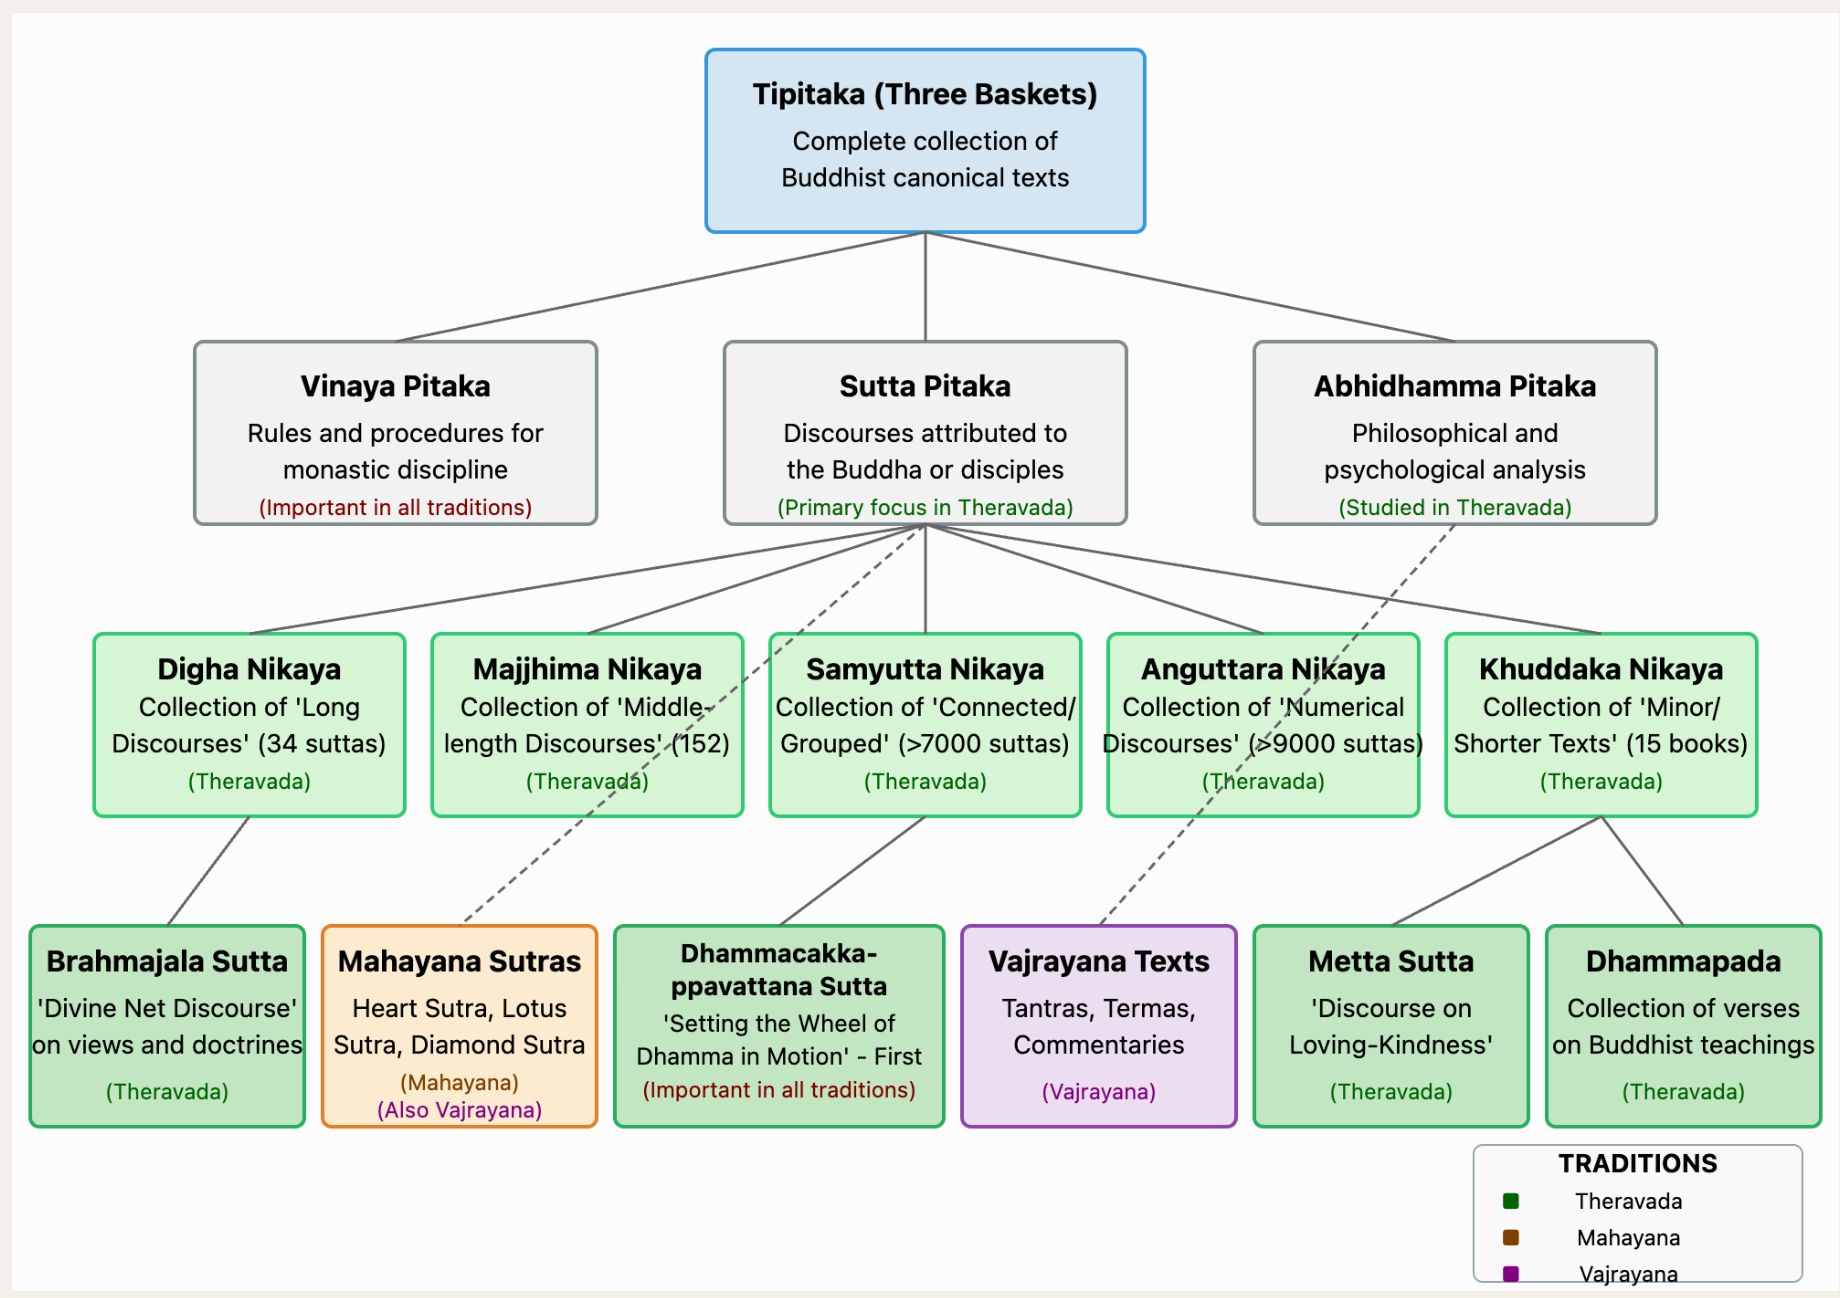 Tipitaka (Three Baskets)
Complete collection of
Buddhist canonical texts
Vinaya Pitaka
Rules and procedures for
monastic discipline
(Important in all traditions)
Sutta Pitaka
Discourses attributed to
the Buddha or disciples
(Primary focus in Theravada)
Abhidhamma Pitaka
Philosophical and
psychological analysis
(Studied in Theravada)
Digha Nikaya
Collection of 'Long
Discourses' (34 suttas)
(Theravada)
Majjhima Nikaya
Collection of 'Middle-
length Discourses' (152)
(Theravada)
Samyutta Nikaya
Collection of 'Connected/
Grouped' (>7000 suttas)
(Theravada)
Anguttara Nikaya
Collection of 'Numerical
Discourses' (>9000 suttas)
(Theravada)
Khuddaka Nikaya
Collection of 'Minor/
Shorter Texts' (15 books)
(Theravada)
Brahmajala Sutta
'Divine Net Discourse'
on views and doctrines
(Theravada)
Mahayana Sutras
Heart Sutra, Lotus
Sutra, Diamond Sutra
(Mahayana)
(Also Vajrayana)
Dhammacakka-
ppavattana Sutta
'Setting the Wheel of
Dhamma in Motion' - First
(Important in all traditions)
Vajrayana Texts
Tantras, Termas,
Commentaries
(Vajrayana)
Metta Sutta
'Discourse on
Loving-Kindness'
(Theravada)
Dhammapada
Collection of verses
on Buddhist teachings
(Theravada)
TRADITIONS
Theravada
Mahayana
Vajrayana